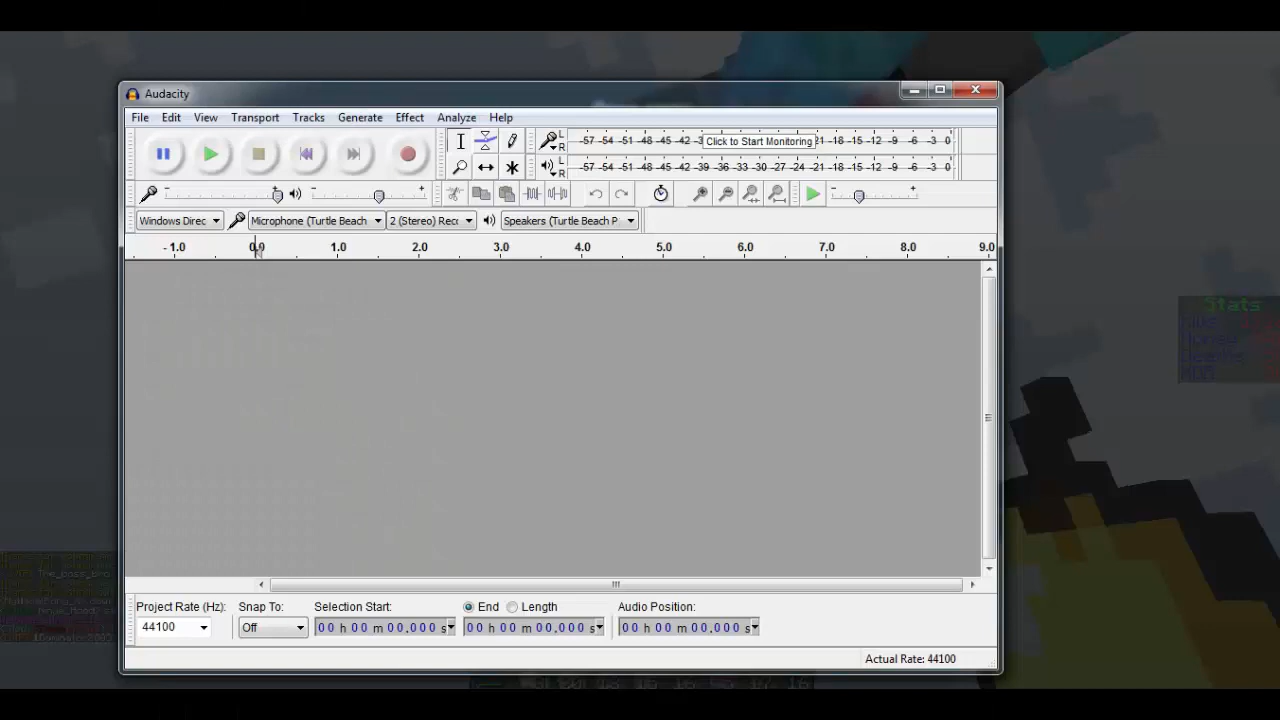 Audacity
File Edit View Transport Tracks Generate Effect Analyze Help
L -57 -54 -51 -48 -45 -42 Click to Start Monitoring -18 -15 -12 -9 -6 -3 0
R
L -57 -54 -51 -48 -45 -42 -39 -36 -33 -30 -27 -24 -21 -18 -15 -12 -9 -6 -3 0
R
- + - + - +
Windows Direc Microphone (Turtle Beach 2 (Stereo) Rec Speakers (Turtle Beach P
- 1.0 0.0 1.0 2.0 3.0 4.0 5.0 6.0 7.0 8.0 9.0
Stats
Project Rate (Hz): Snap To: Selection Start: End Length Audio Position:
44100 Off 00 h 00 m 00.000 s 00 h 00 m 00.000 s 00 h 00 m 00.000 s
Actual Rate: 44100